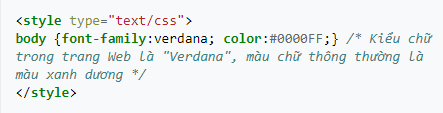 <style type="text/css">
body {font-family:verdana; color:#0000FF;} /* Kiểu chữ
trong trang Web là "Verdana", màu chữ thông thường là
màu xanh dương */
</style>